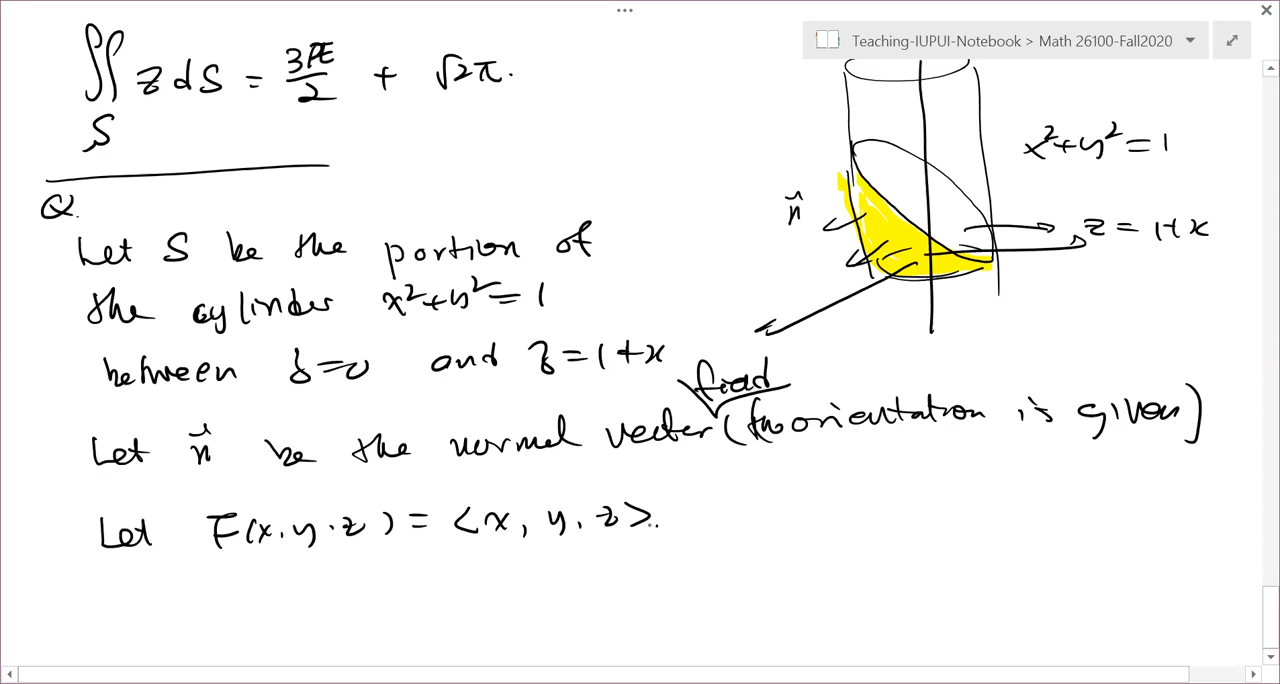 Teaching-IUPUI-Notebook > Math 26100-Fall2020
∬_S z dS = 3π/2 + √2π.
x²+y²=1
n⃗
z = 1+x
Q.
Let S be the portion of
the cylinder x²+y²=1
between z=0 and z=1+x
field
Let n⃗ be the normal vector (the orientation is given)
Let F(x,y,z) = <x, y, z>.